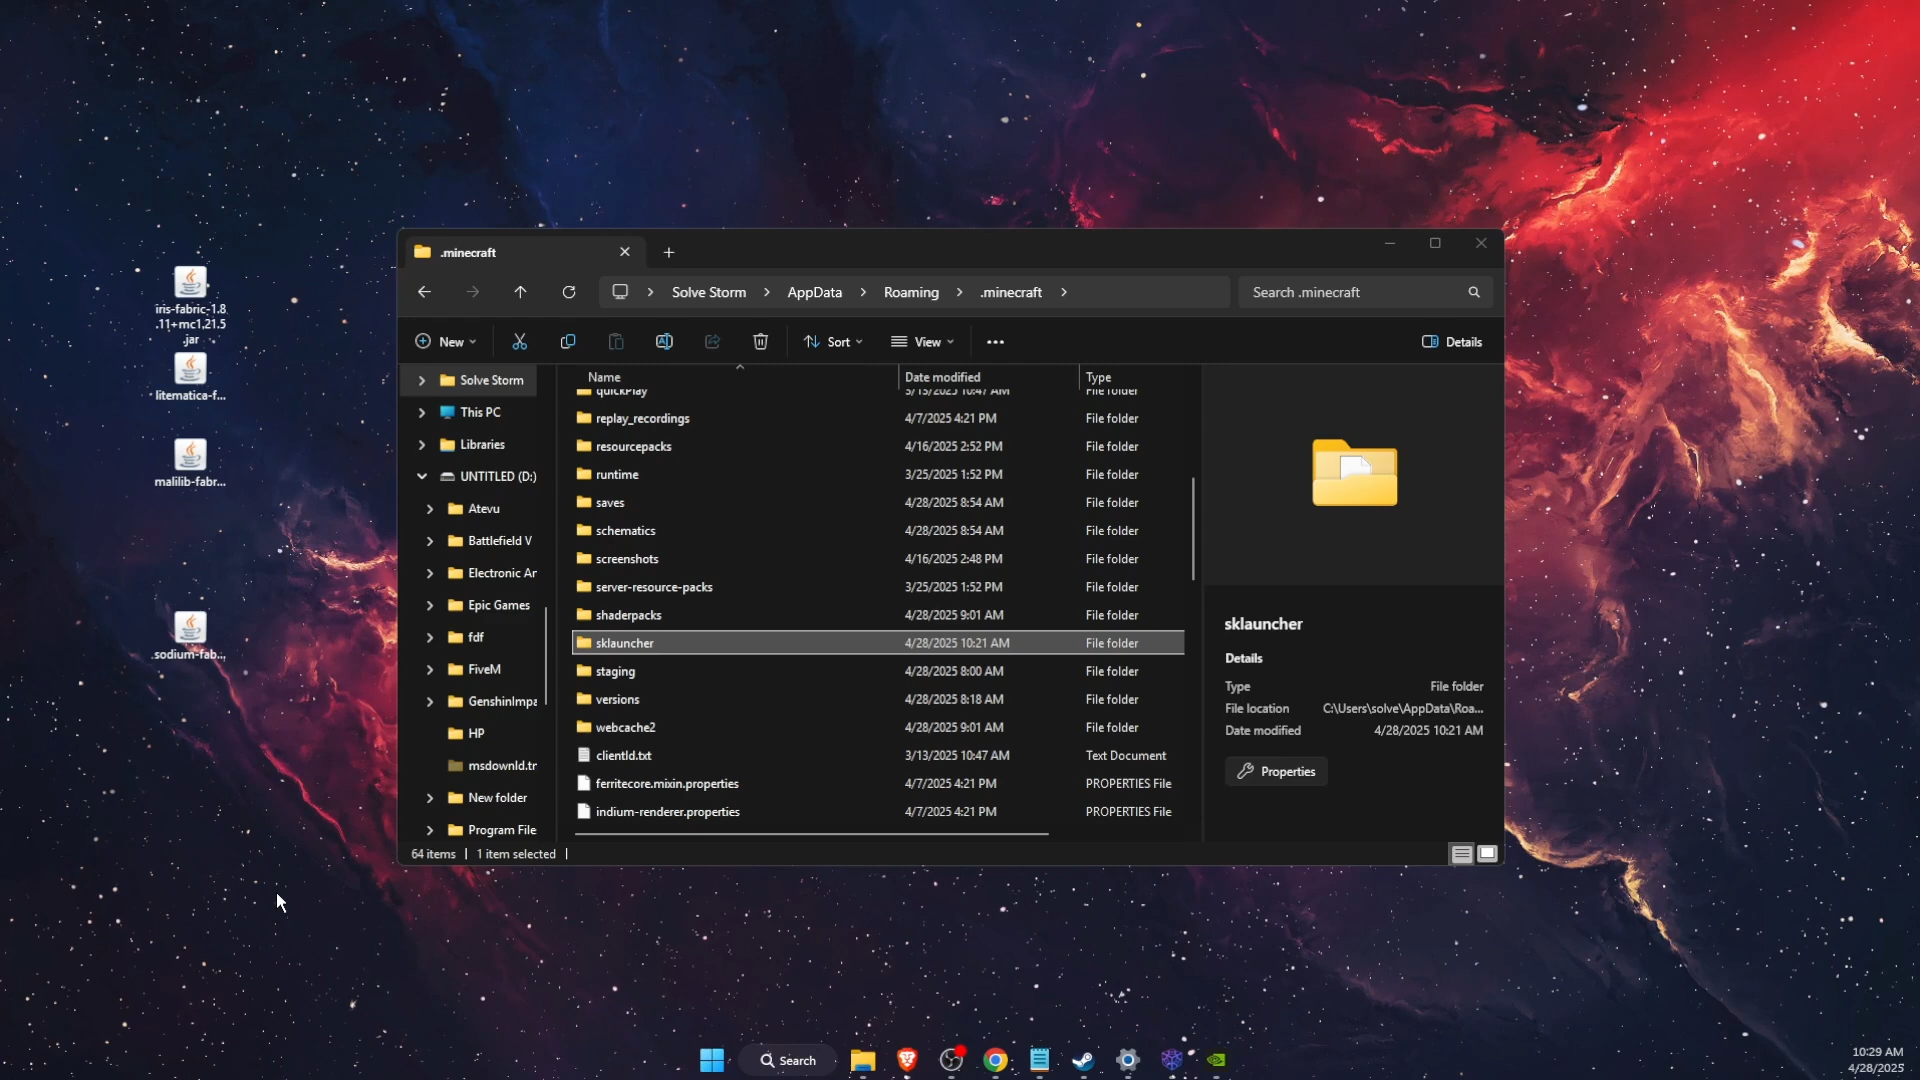 iris-fabric-1.8
.11+mc1.21.5
.jar
litematica-f...
malilib-fabr...
sodium-fab...
.minecraft
Solve Storm
AppData
Roaming
.minecraft
Search .minecraft
New
Sort
View
Details
Solve Storm
This PC
Libraries
UNTITLED (D:)
Atevu
Battlefield V
Electronic Ar
Epic Games
fdf
FiveM
GenshinImpa
HP
msdownld.tr
New folder
Program File
Name Date modified Type
quickPlay 3/13/2025 10:47 AM File folder
replay_recordings 4/7/2025 4:21 PM File folder
resourcepacks 4/16/2025 2:52 PM File folder
runtime 3/25/2025 1:52 PM File folder
saves 4/28/2025 8:54 AM File folder
schematics 4/28/2025 8:54 AM File folder
screenshots 4/16/2025 2:48 PM File folder
server-resource-packs 3/25/2025 1:52 PM File folder
shaderpacks 4/28/2025 9:01 AM File folder
sklauncher 4/28/2025 10:21 AM File folder
staging 4/28/2025 8:00 AM File folder
versions 4/28/2025 8:18 AM File folder
webcache2 4/28/2025 9:01 AM File folder
clientId.txt 3/13/2025 10:47 AM Text Document
ferritecore.mixin.properties 4/7/2025 4:21 PM PROPERTIES File
indium-renderer.properties 4/7/2025 4:21 PM PROPERTIES File
sklauncher
Details
Type File folder
File location C:\Users\solve\AppData\Roa...
Date modified 4/28/2025 10:21 AM
Properties
64 items 1 item selected
Search
10:29 AM
4/28/2025